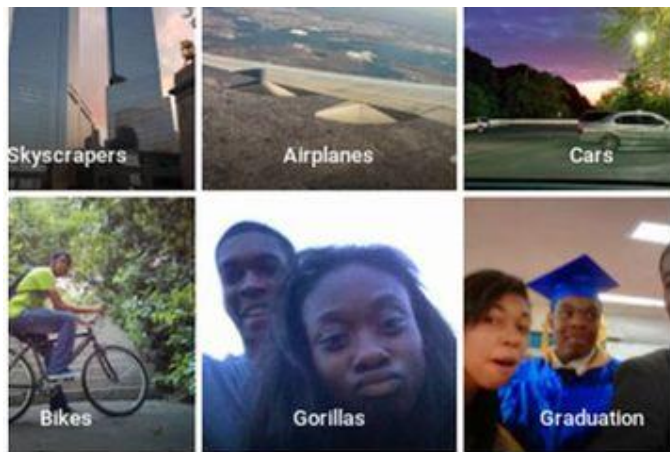 Skyscrapers
Airplanes
Cars
Bikes
Gorillas
Graduation